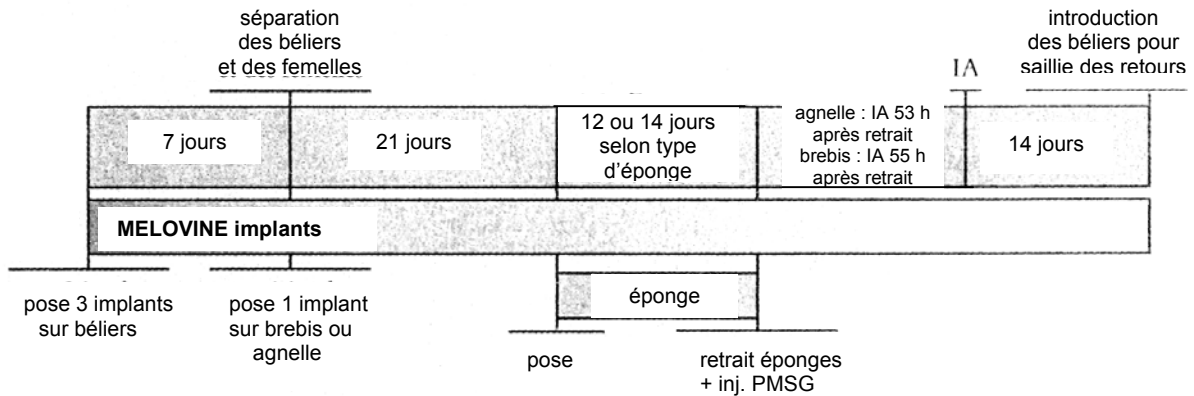 séparation
des béliers
et des femelles
introduction
des béliers pour
saillie des retours
IA
7 jours
21 jours
12 ou 14 jours
selon type
d'éponge
agnelle : IA 53 h
après retrait
brebis : IA 55 h
après retrait
14 jours
MELOVINE implants
pose 3 implants
sur béliers
pose 1 implant
sur brebis ou
agnelle
éponge
pose
retrait éponges
+ inj. PMSG